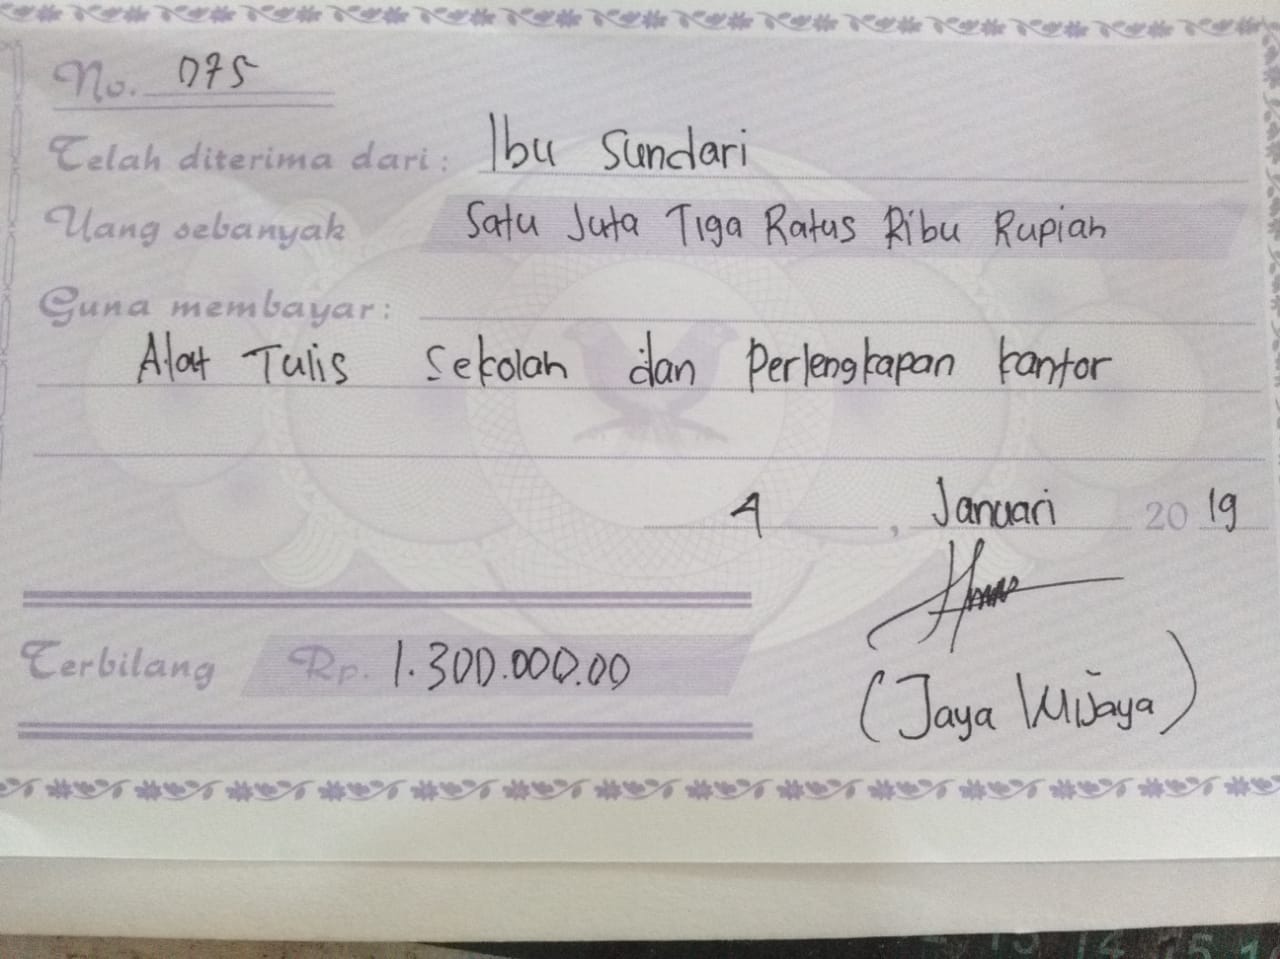 No. 075
Telah diterima dari: Ibu Sundari
Uang sebanyak Satu Juta Tiga Ratus Ribu Rupiah
Guna membayar:
Alat Tulis Sekolah dan Perlengkapan kantor
4, Januari 2019
Terbilang Rp. 1.300.000.00
(Jaya Wijaya)